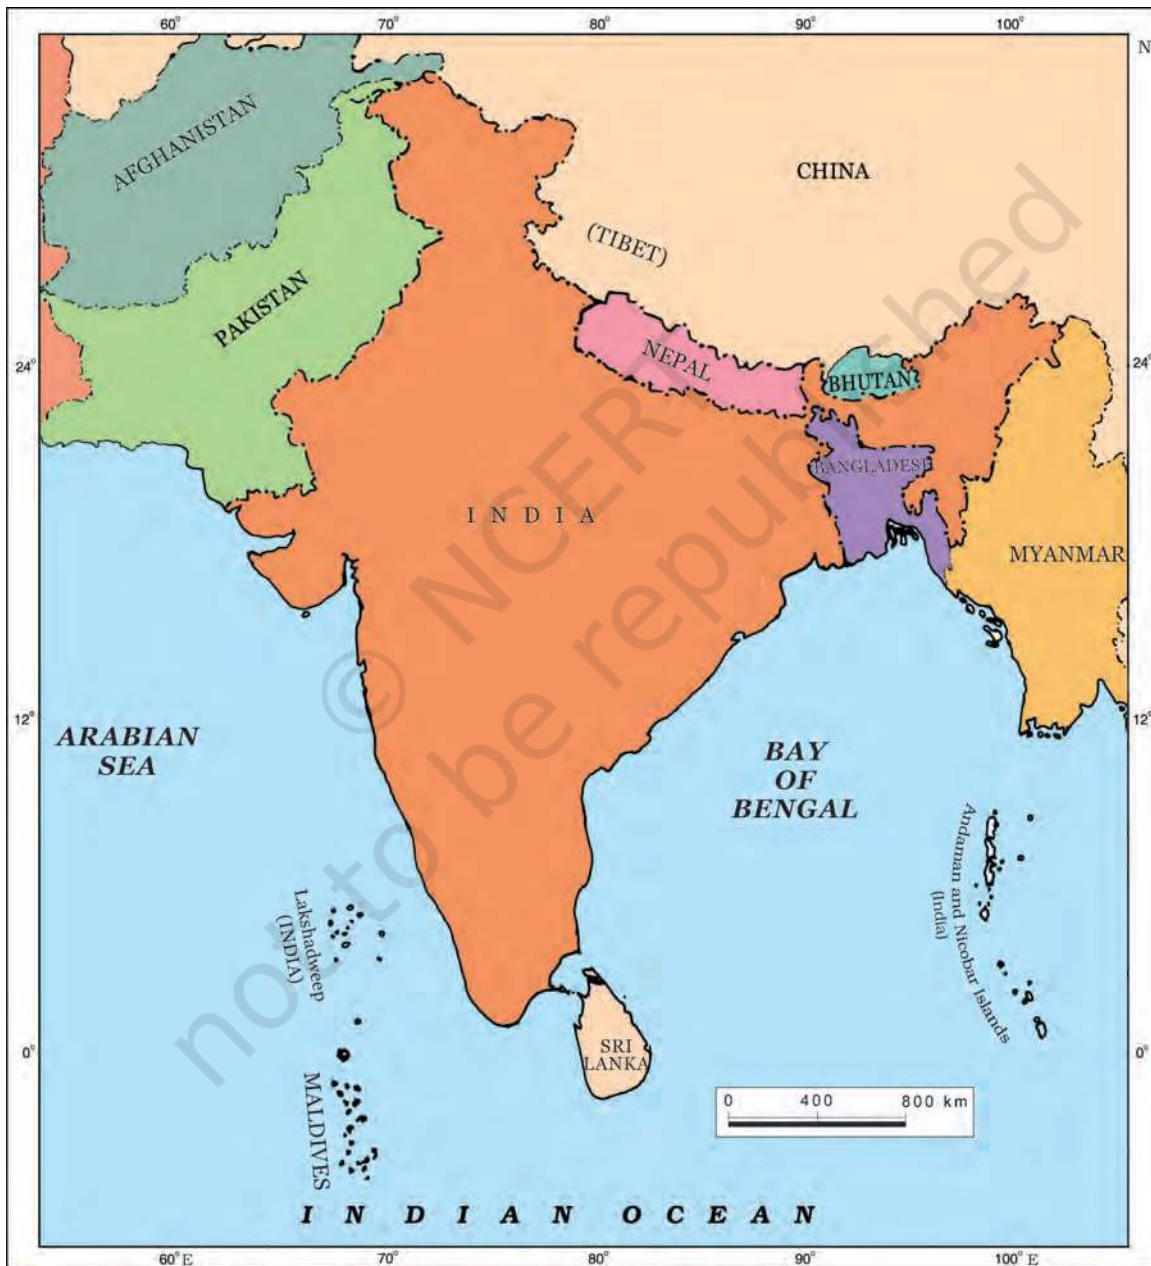 60°
70°
80°
90°
100°
N
AFGHANISTAN
CHINA
(TIBET)
PAKISTAN
24°
24°
NEPAL
BHUTAN
BANGLADESH
I N D I A
MYANMAR
12°
12°
ARABIAN
SEA
BAY
OF
BENGAL
Andaman and Nicobar Islands
(India)
Lakshadweep
(INDIA)
0°
0°
SRI
LANKA
MALDIVES
0 400 800 km
I N D I A N O C E A N
60° E
70°
80°
90°
100° E
© NCERT
not to be republished